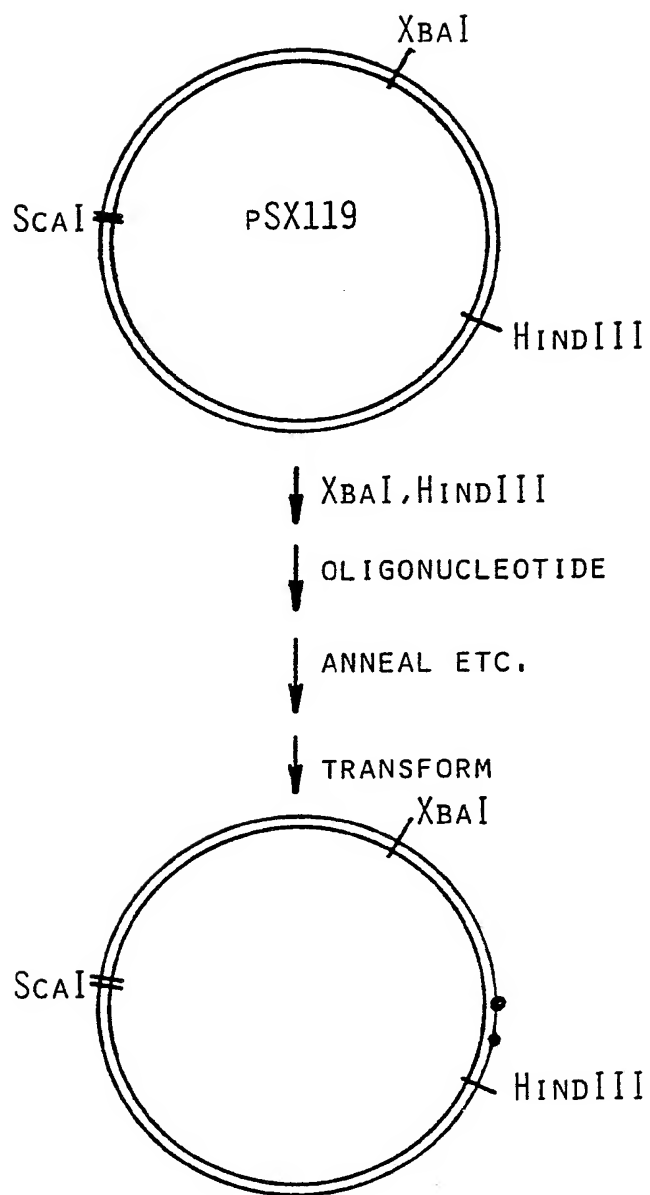 XBAI
SCAI
PSX119
HINDIII
XBAI, HINDIII
OLIGONUCLEOTIDE
ANNEAL ETC.
TRANSFORM
XBAI
SCAI
HINDIII